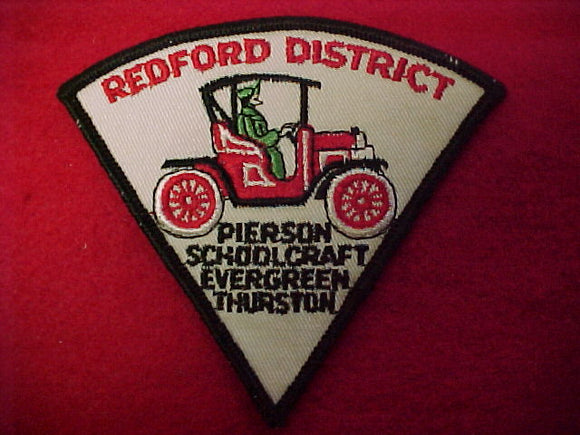 REDFORD DISTRICT
PIERSON
SCHOOLCRAFT
EVERGREEN
THURSTON